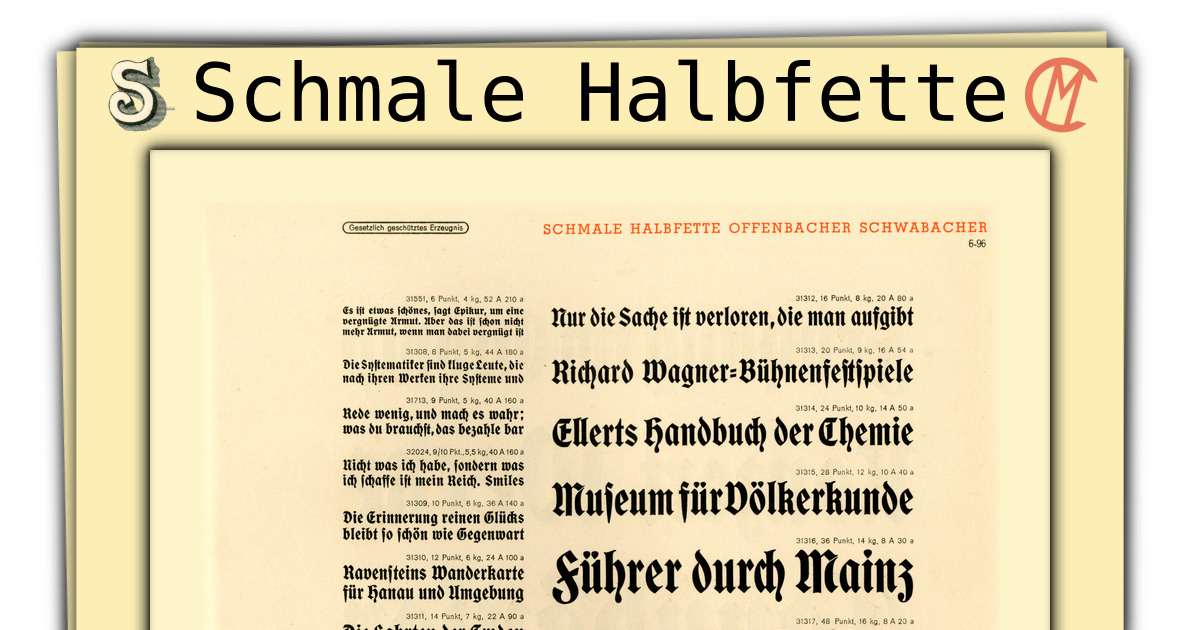 Schmale Halbfette
Gesetzlich geschütztes Erzeugnis
SCHMALE HALBFETTE OFFENBACHER SCHWABACHER
6-96
31551, 6 Punkt, 4 kg, 52 A 210 a
Es iſt etwas ſchönes, ſagt Epikur, um eine
vergnügte Armut. Aber das iſt ſchon nicht
mehr Armut, wenn man dabei vergnügt iſt
31308, 8 Punkt, 5 kg, 44 A 180 a
Die Syſtematiker ſind kluge Leute, die
nach ihren Werken ihre Syſteme und
31713, 9 Punkt, 5 kg, 40 A 160 a
Rede wenig, und mach es wahr;
was du brauchſt, das bezahle bar
32024, 9/10 Pkt., 5,5 kg, 40 A 160 a
Nicht was ich habe, ſondern was
ich ſchaffe iſt mein Reich. Smiles
31309, 10 Punkt, 6 kg, 36 A 140 a
Die Erinnerung reinen Glücks
bleibt ſo ſchön wie Gegenwart
31310, 12 Punkt, 6 kg, 24 A 100 a
Ravenſteins Wanderkarte
für Hanau und Umgebung
31311, 14 Punkt, 7 kg, 22 A 90 a
31312, 16 Punkt, 8 kg, 20 A 80 a
Nur die Sache iſt verloren, die man aufgibt
31313, 20 Punkt, 9 kg, 16 A 54 a
Richard Wagner=Bühnenfeſtſpiele
31314, 24 Punkt, 10 kg, 14 A 50 a
Ellerts Handbuch der Chemie
31315, 28 Punkt, 12 kg, 10 A 40 a
Muſeum für Völkerkunde
31316, 36 Punkt, 14 kg, 8 A 30 a
Führer durch Mainz
31317, 48 Punkt, 16 kg, 8 A 20 a